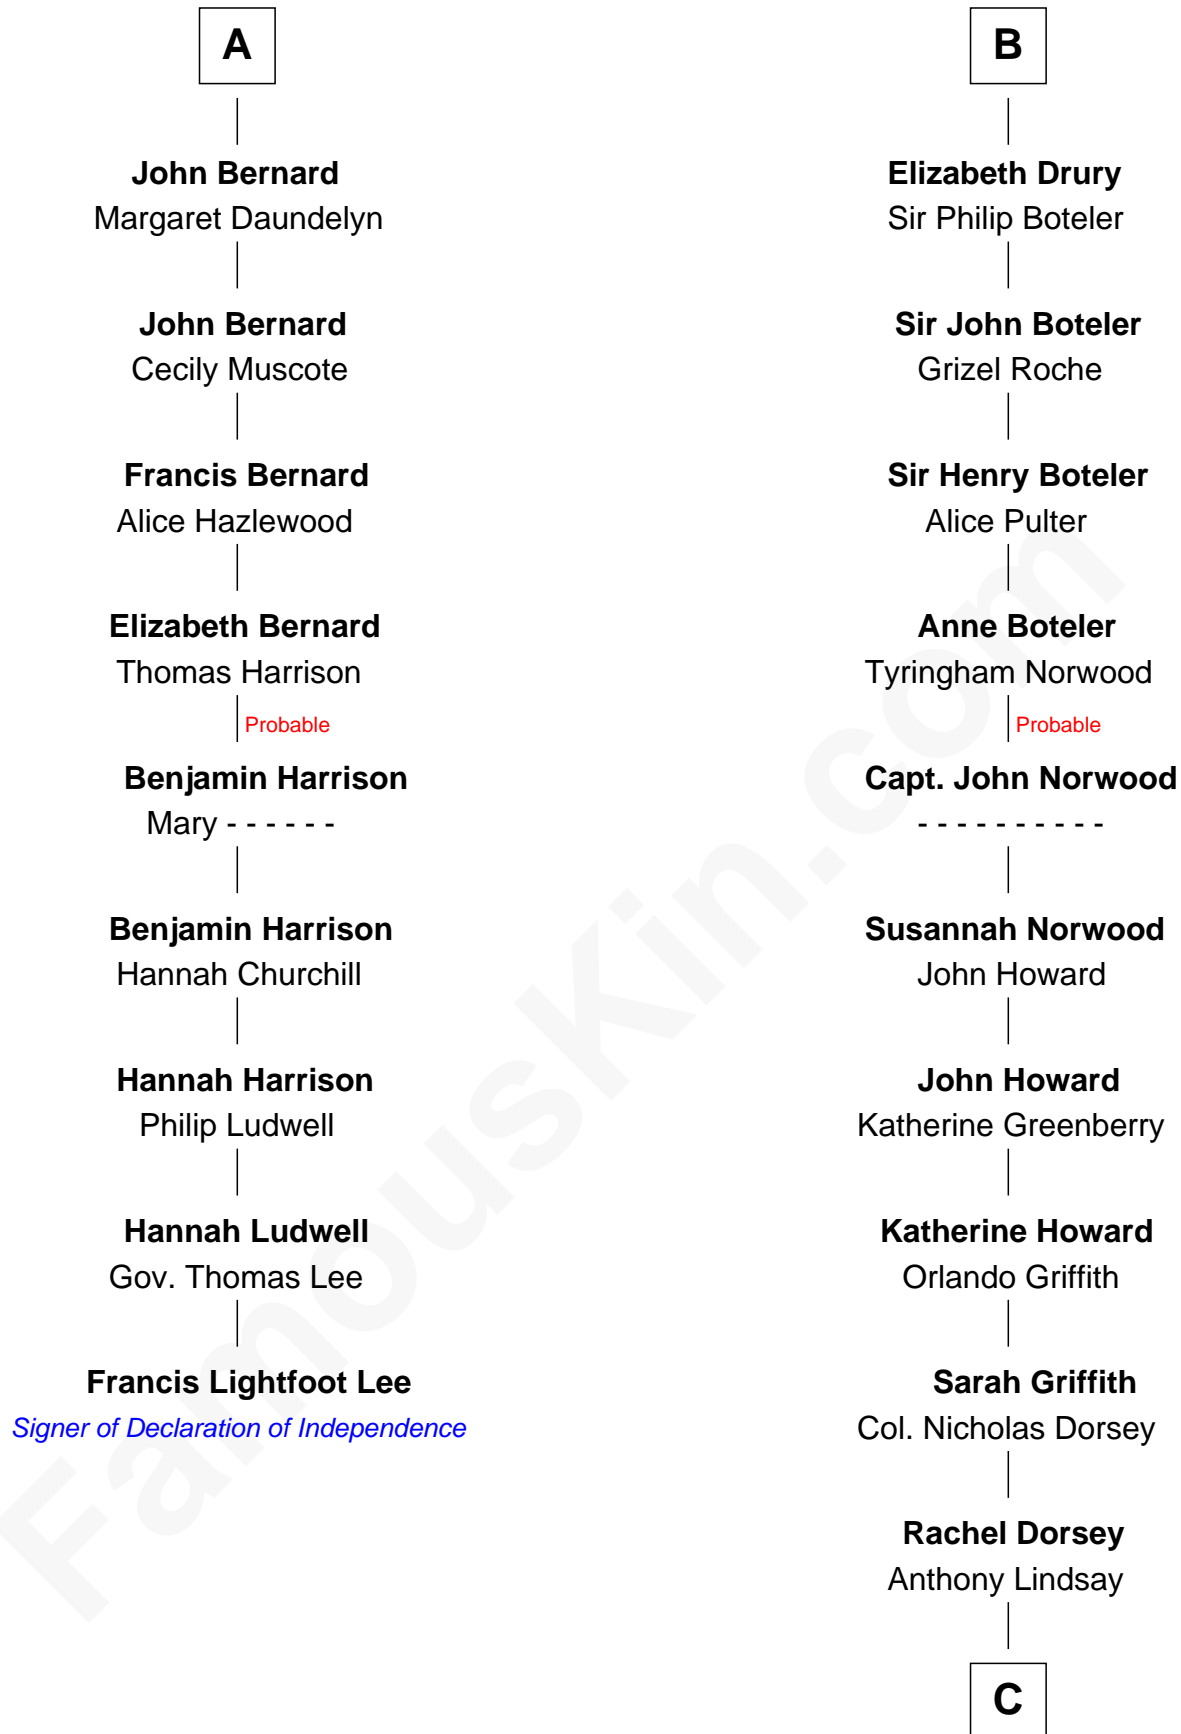 A
John Bernard
Margaret Daundelyn
John Bernard
Cecily Muscote
Francis Bernard
Alice Hazlewood
Elizabeth Bernard
Thomas Harrison
Probable
Benjamin Harrison
Mary - - - - - -
Benjamin Harrison
Hannah Churchill
Hannah Harrison
Philip Ludwell
Hannah Ludwell
Gov. Thomas Lee
Francis Lightfoot Lee
Signer of Declaration of Independence
B
Elizabeth Drury
Sir Philip Boteler
Sir John Boteler
Grizel Roche
Sir Henry Boteler
Alice Pulter
Anne Boteler
Tyringham Norwood
Probable
Capt. John Norwood
- - - - - - - - - -
Susannah Norwood
John Howard
John Howard
Katherine Greenberry
Katherine Howard
Orlando Griffith
Sarah Griffith
Col. Nicholas Dorsey
Rachel Dorsey
Anthony Lindsay
C
FamousKin.com